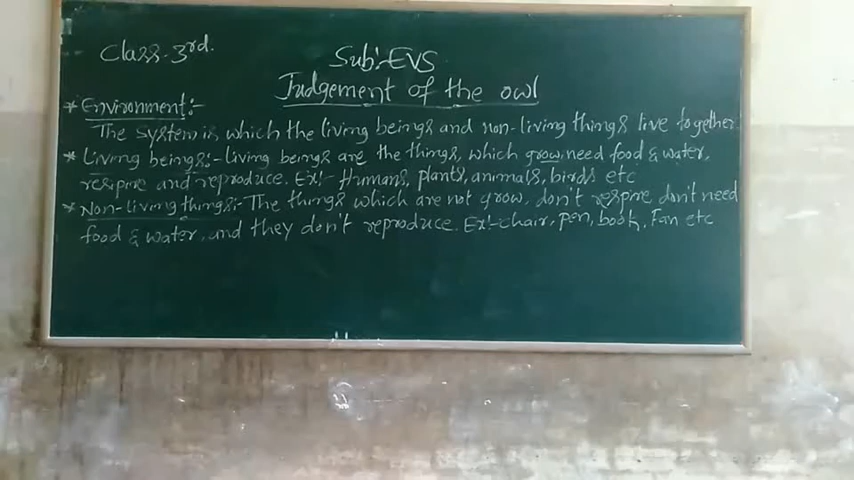 Class-3rd.
Sub:-EVS
Judgement of the owl
* Environment:-
The system in which the living beings and non-living things live together
* Living beings:- living beings are the things, which grow, need food & water,
respire and reproduce. Ex:- Humans, plants, animals, birds etc
* Non-living things:- The things which are not grow, don't respire, don't need
food & water, and they don't reproduce. Ex:- chair, pen, book, Fan etc